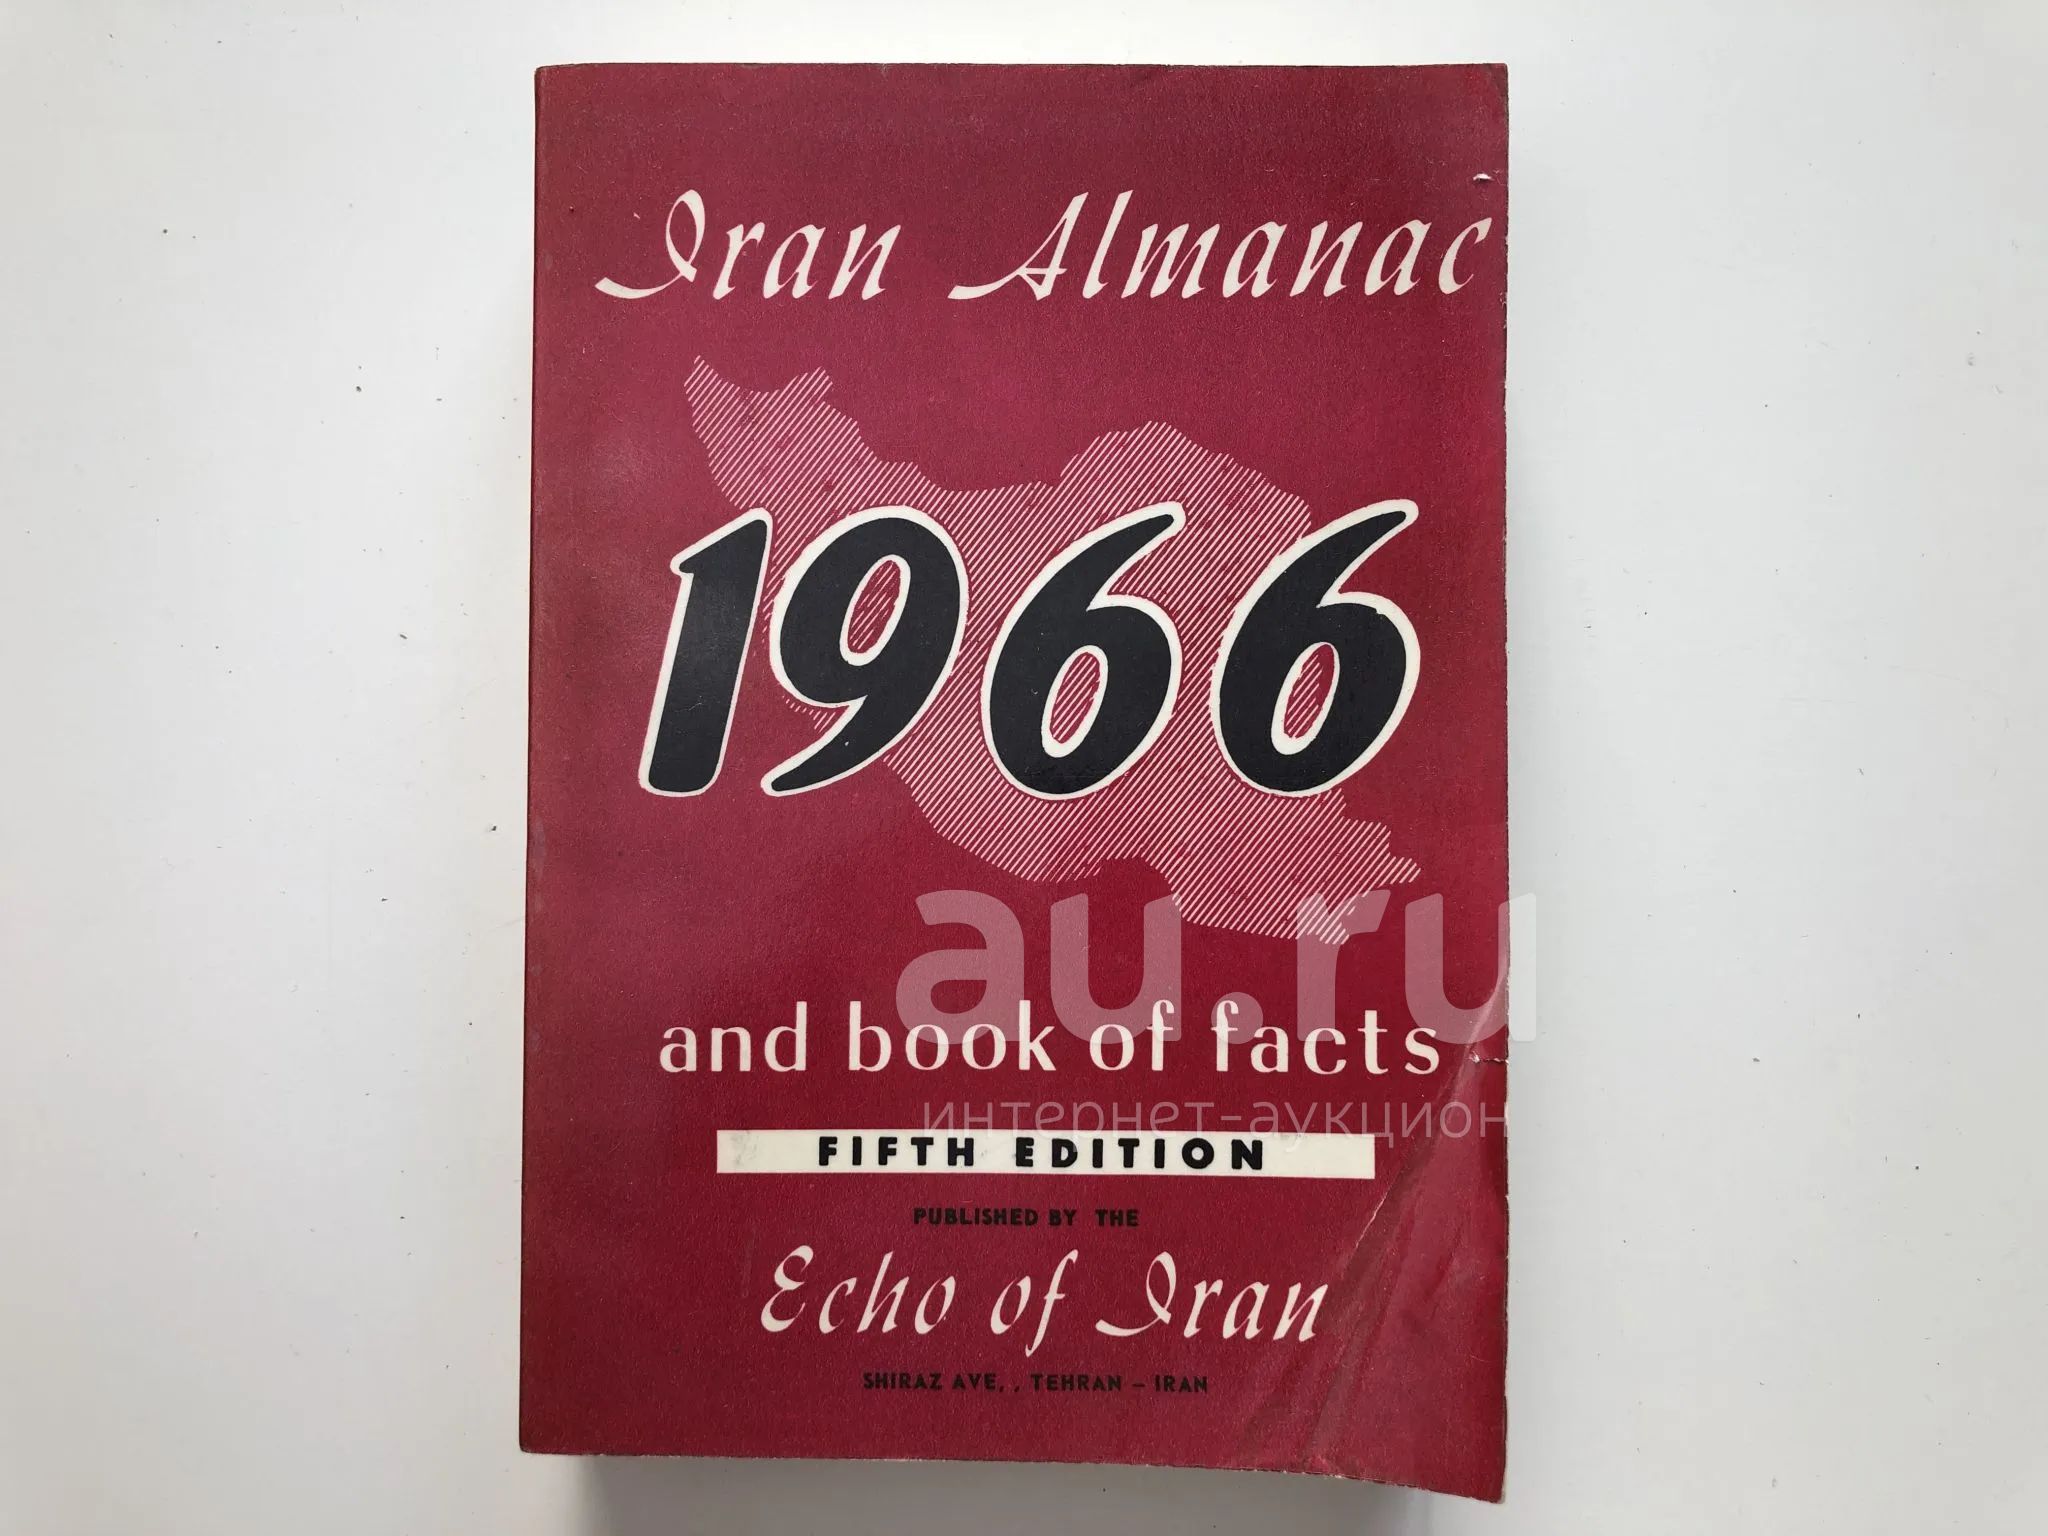 Iran Almanac
1966
au.ru
and book of facts
интернет-аукцион
FIFTH EDITION
PUBLISHED BY THE
Echo of Iran
SHIRAZ AVE, , TEHRAN - IRAN